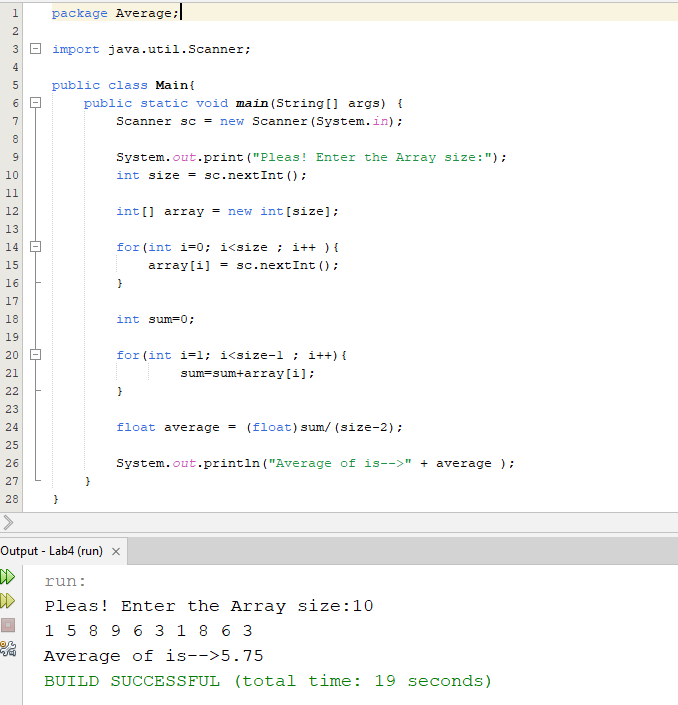 1 package Average;
2
3 import java.util.Scanner;
4
5 public class Main{
6 public static void main(String[] args) {
7 Scanner sc = new Scanner(System.in);
8
9 System.out.print("Pleas! Enter the Array size:");
10 int size = sc.nextInt();
11
12 int[] array = new int[size];
13
14 for(int i=0; i<size ; i++ ){
15 array[i] = sc.nextInt();
16 }
17
18 int sum=0;
19
20 for(int i=1; i<size-1 ; i++){
21 sum=sum+array[i];
22 }
23
24 float average = (float)sum/(size-2);
25
26 System.out.println("Average of is-->" + average );
27 }
28 }
Output - Lab4 (run) ×
run:
Pleas! Enter the Array size:10
1 5 8 9 6 3 1 8 6 3
Average of is-->5.75
BUILD SUCCESSFUL (total time: 19 seconds)